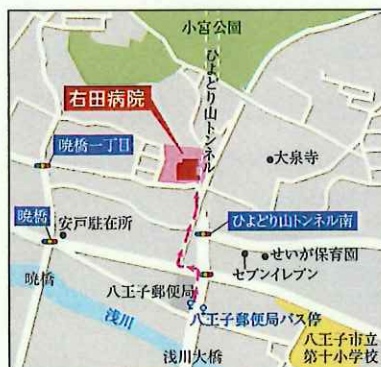 小宮公園
ひよどり山トンネル
右田病院
暁橋一丁目
大泉寺
暁橋
安戸駐在所
ひよどり山トンネル南
せいが保育園
セブンイレブン
暁橋
浅川
八王子郵便局
八王子郵便局バス停
浅川大橋
八王子市立
第十小学校